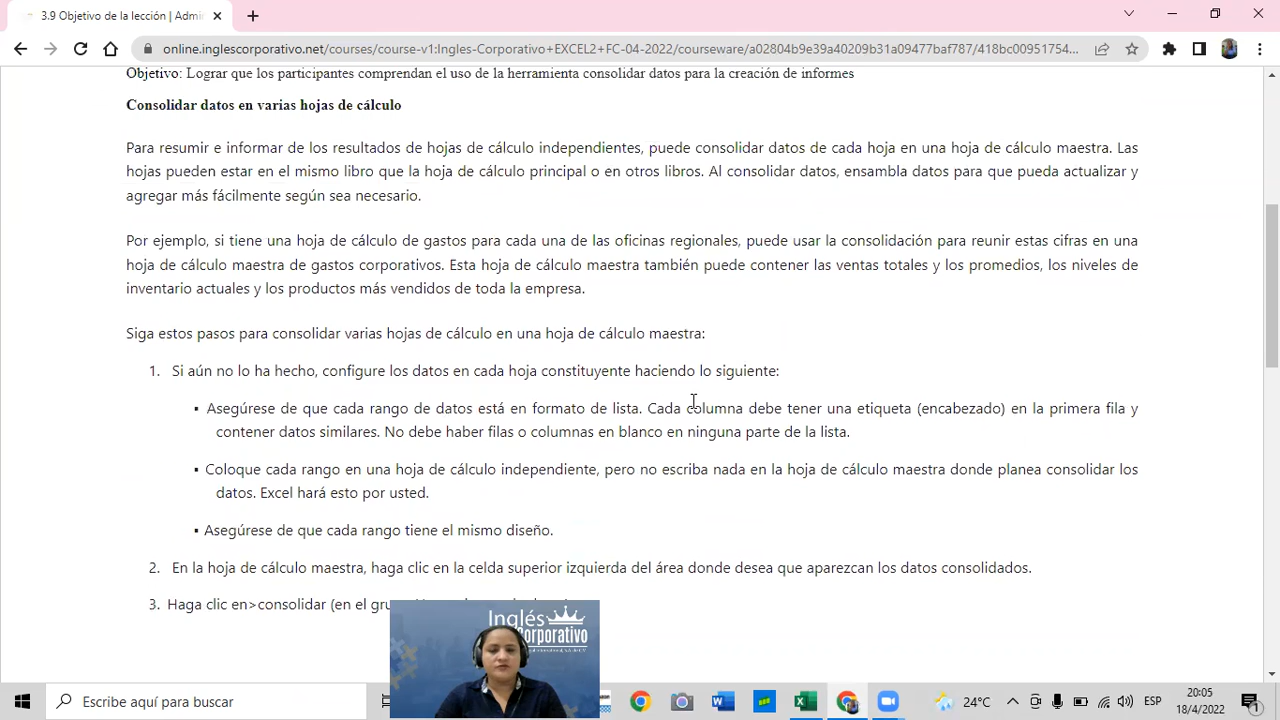 3.9 Objetivo de la lección | Admi
online.inglescorporativo.net/courses/course-v1:Ingles-Corporativo+EXCEL2+FC-04-2022/courseware/a02804b9e39a40209b31a09477baf787/418bc00951754...
Objetivo: Lograr que los participantes comprendan el uso de la herramienta consolidar datos para la creación de informes
Consolidar datos en varias hojas de cálculo
Para resumir e informar de los resultados de hojas de cálculo independientes, puede consolidar datos de cada hoja en una hoja de cálculo maestra. Las
hojas pueden estar en el mismo libro que la hoja de cálculo principal o en otros libros. Al consolidar datos, ensambla datos para que pueda actualizar y
agregar más fácilmente según sea necesario.
Por ejemplo, si tiene una hoja de cálculo de gastos para cada una de las oficinas regionales, puede usar la consolidación para reunir estas cifras en una
hoja de cálculo maestra de gastos corporativos. Esta hoja de cálculo maestra también puede contener las ventas totales y los promedios, los niveles de
inventario actuales y los productos más vendidos de toda la empresa.
Siga estos pasos para consolidar varias hojas de cálculo en una hoja de cálculo maestra:
1. Si aún no lo ha hecho, configure los datos en cada hoja constituyente haciendo lo siguiente:
▪ Asegúrese de que cada rango de datos está en formato de lista. Cada columna debe tener una etiqueta (encabezado) en la primera fila y
contener datos similares. No debe haber filas o columnas en blanco en ninguna parte de la lista.
▪ Coloque cada rango en una hoja de cálculo independiente, pero no escriba nada en la hoja de cálculo maestra donde planea consolidar los
datos. Excel hará esto por usted.
▪ Asegúrese de que cada rango tiene el mismo diseño.
2. En la hoja de cálculo maestra, haga clic en la celda superior izquierda del área donde desea que aparezcan los datos consolidados.
3. Haga clic en>consolidar (en el gru
Inglés
Corporativo
Escribe aquí para buscar
24°C
ESP
20:05
18/4/2022